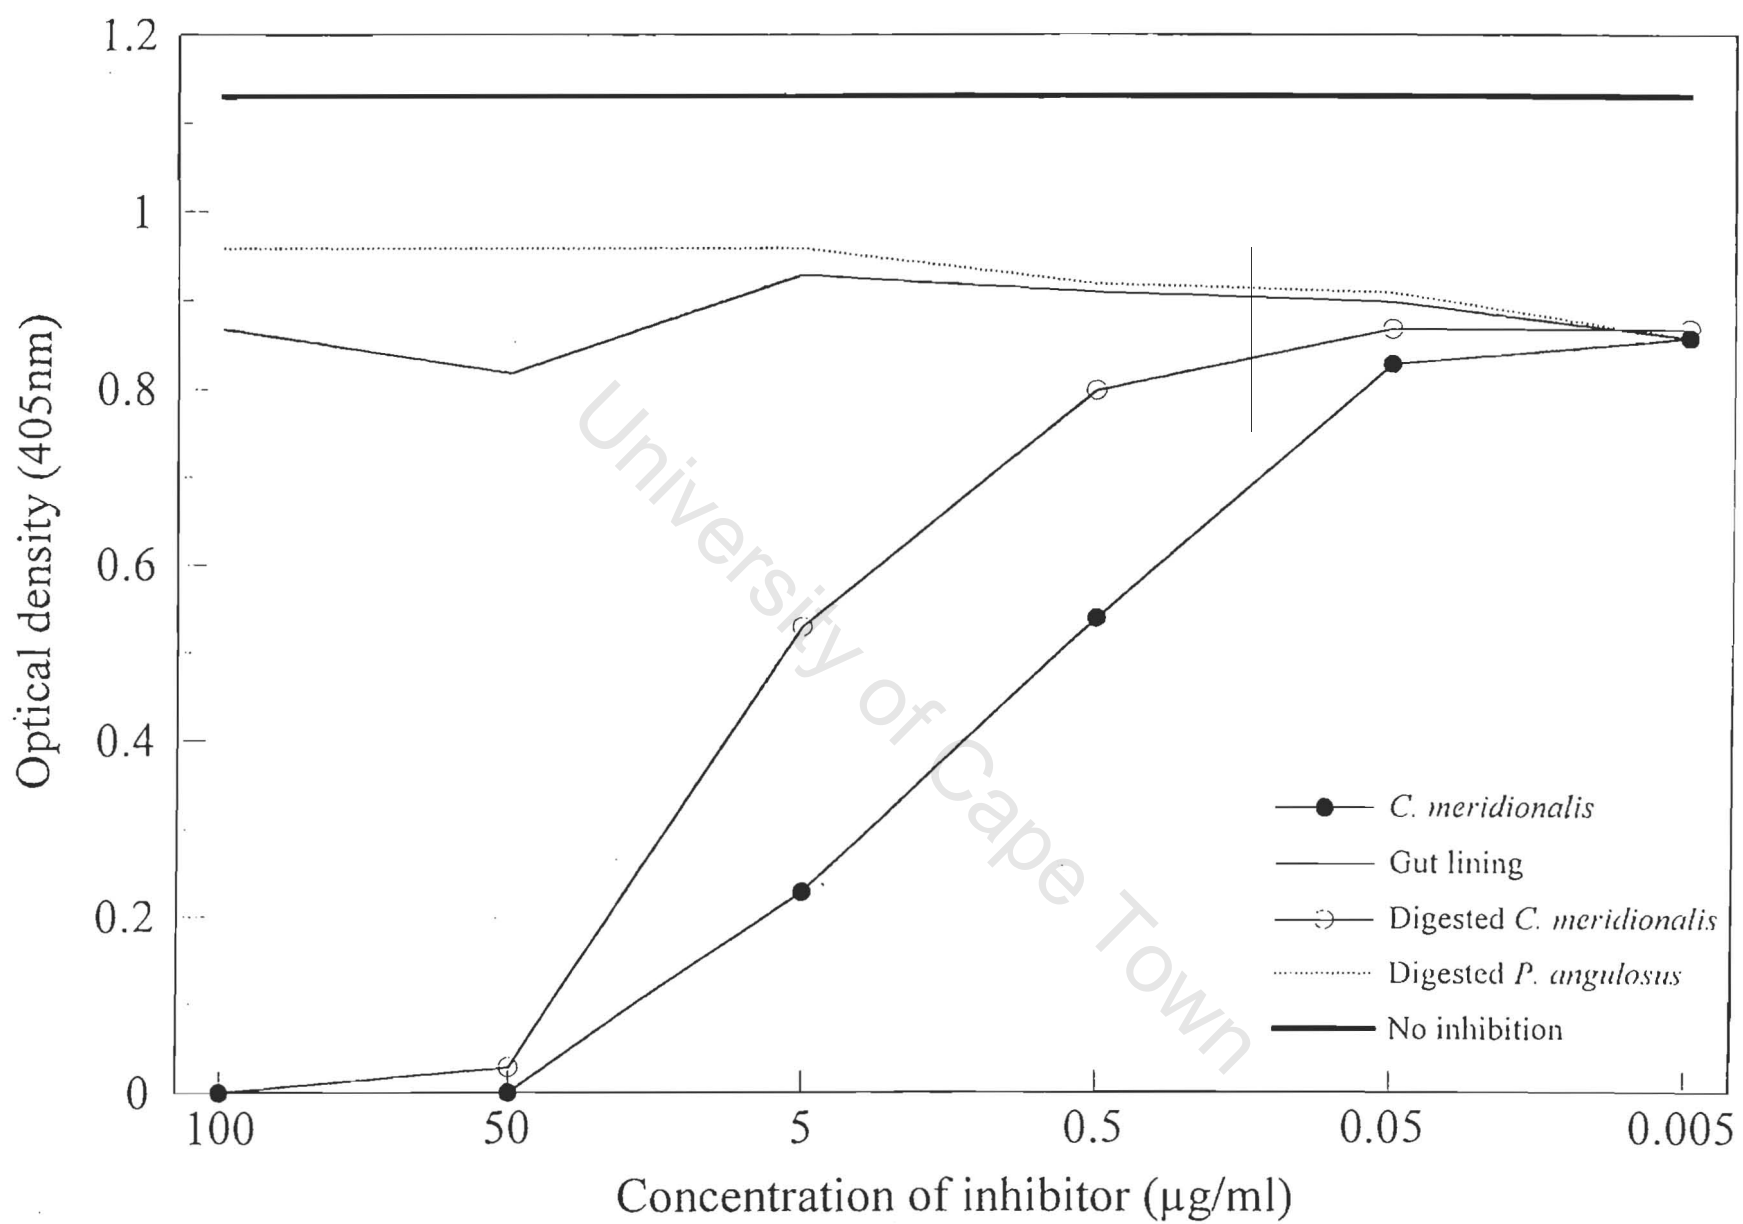 1.2
1
0.8
0.6
0.4
0.2
0
Optical density (405nm)
100 50 5 0.5 0.05 0.005
Concentration of inhibitor (µg/ml)
C. meridionalis
Gut lining
Digested C. meridionalis
Digested P. angulosus
No inhibition
University of Cape Town